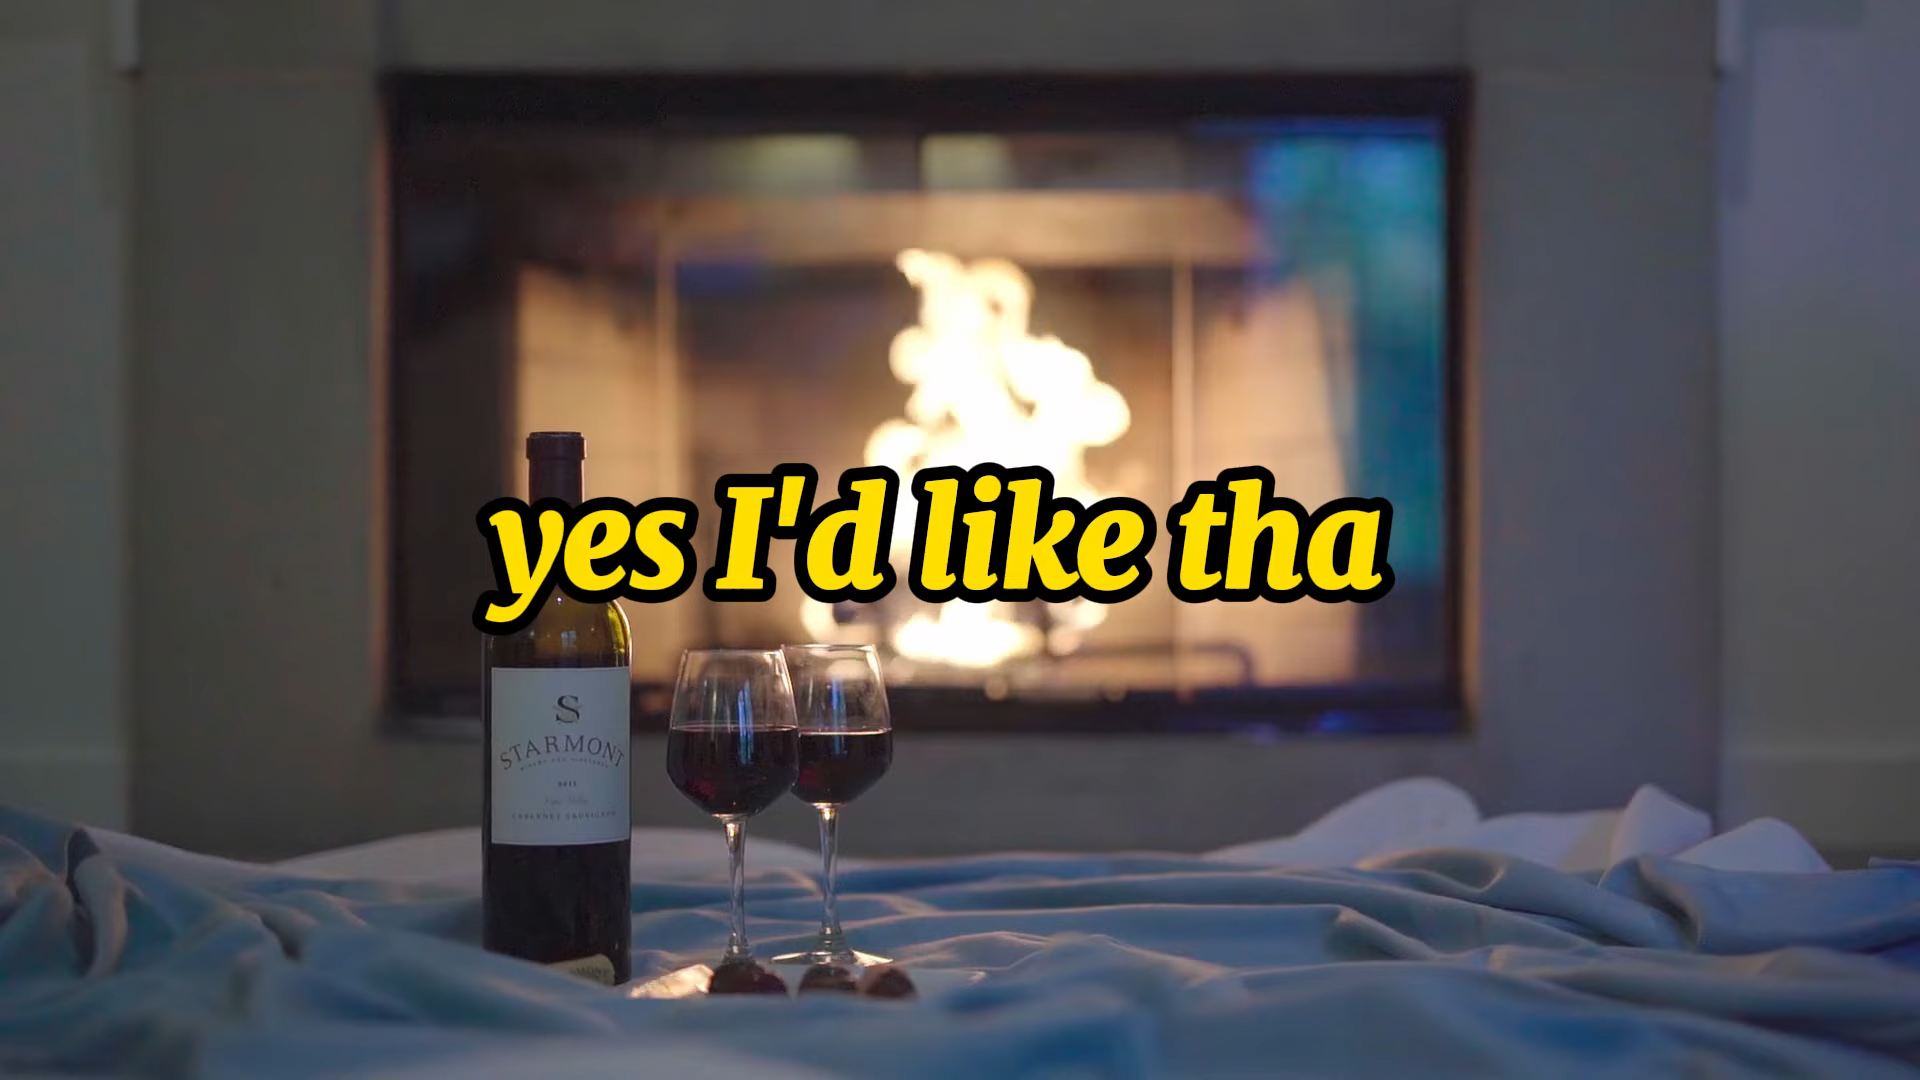 yes I'd like tha
S
STARMONT
CABERNET SAUVIGNON